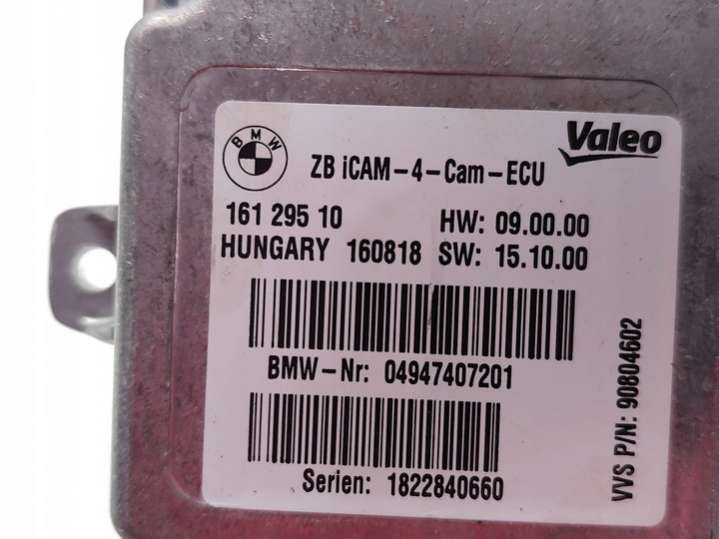 BMW
Valeo
ZB iCAM-4-Cam-ECU
161 295 10 HW: 09.00.00
HUNGARY 160818 SW: 15.10.00
BMW-Nr: 04947407201
Serien: 1822840660
VVS P/N: 90804602